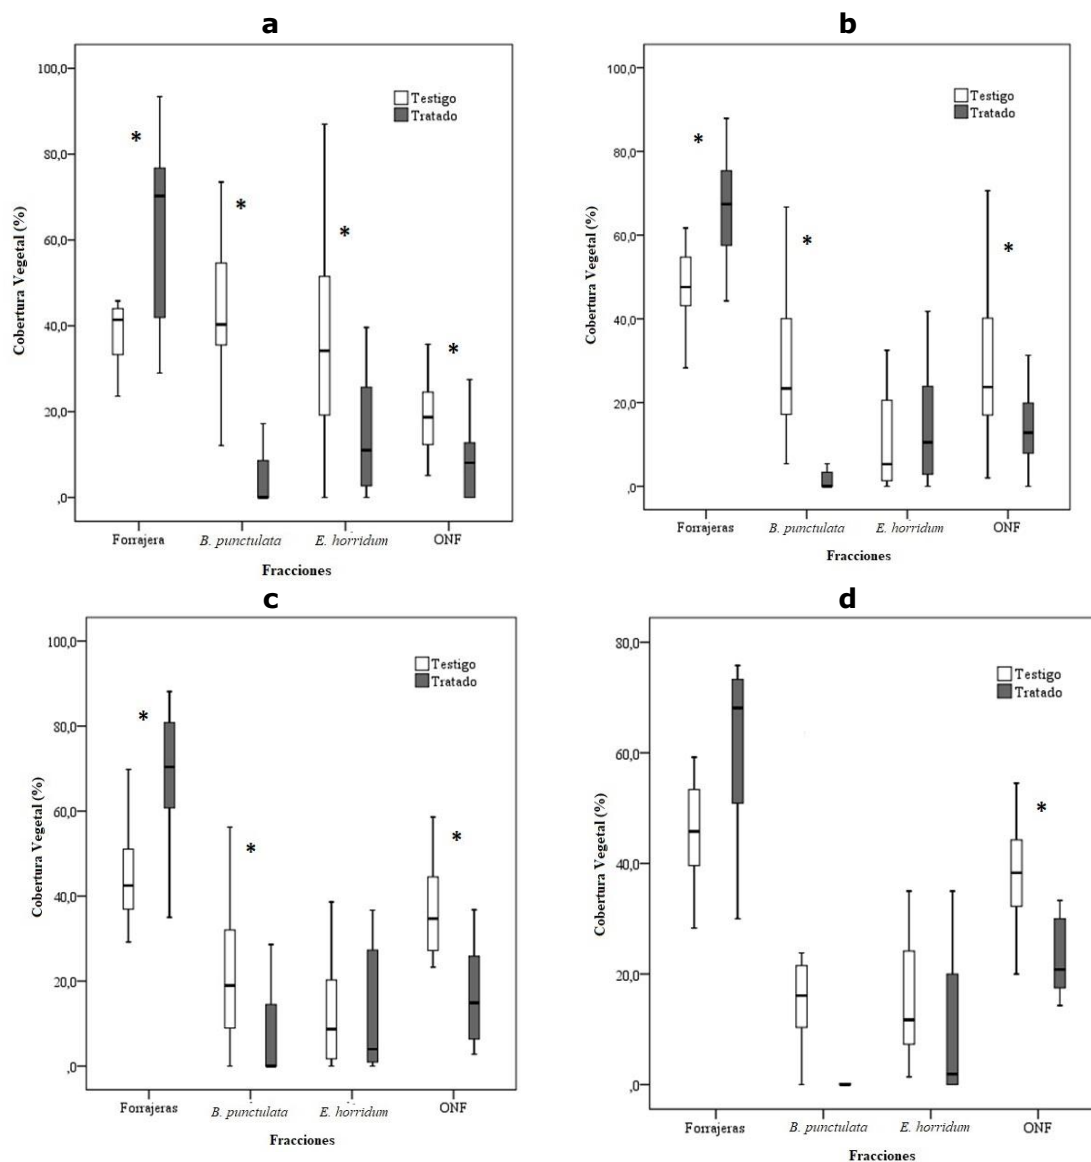 a
100,0
80,0
60,0
40,0
20,0
,0
Cobertura Vegetal (%)
Testigo
Tratado
*
*
*
*
Forrajera
B. punctulata
E. horridum
ONF
Fracciones
b
100,0
80,0
60,0
40,0
20,0
,0
Cobertura Vegetal (%)
Testigo
Tratado
*
*
*
Forrajeras
B. punctulata
E. horridum
ONF
Fracciones
c
100,0
80,0
60,0
40,0
20,0
,0
Cobertura Vegetal (%)
Testigo
Tratado
*
*
*
Forrajeras
B. punctulata
E. horridum
ONF
Fracciones
d
80,0
60,0
40,0
20,0
,0
Cobertura Vegetal (%)
Testigo
Tratado
*
Forrajeras
B. punctulata
E. horridum
ONF
Fracciones